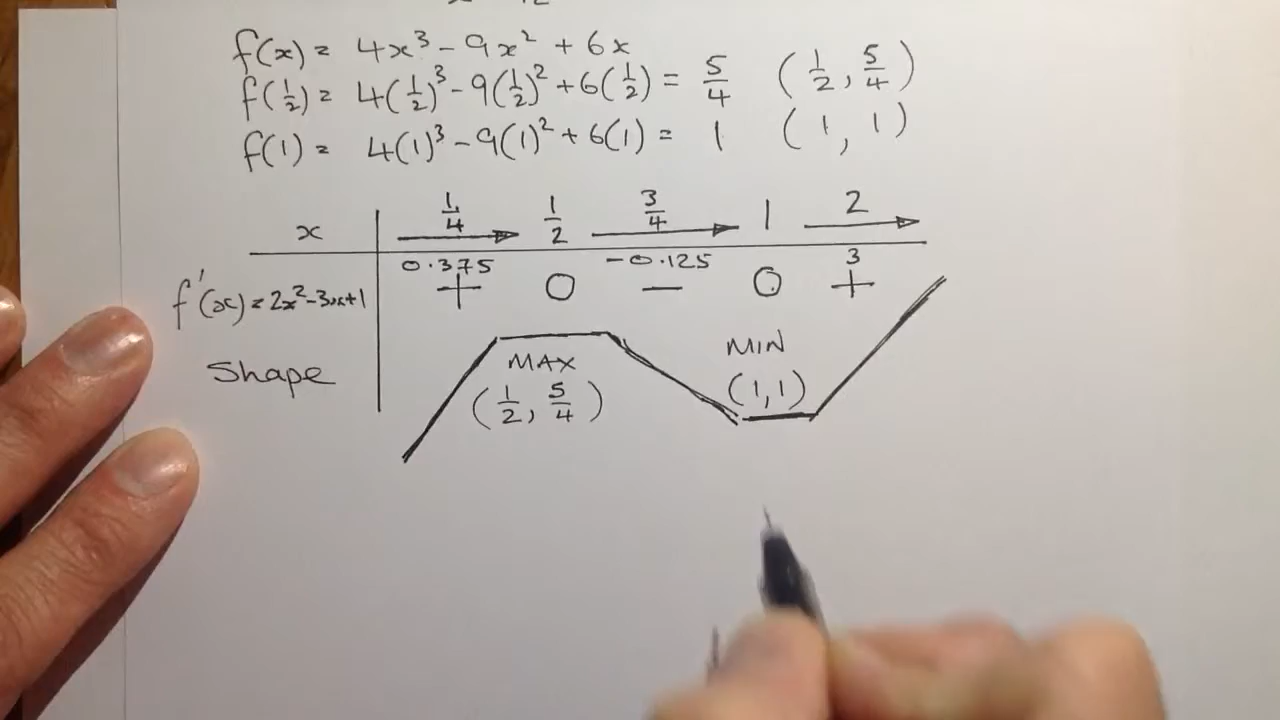 f(x) = 4x³ - 9x² + 6x
f(1/2) = 4(1/2)³ - 9(1/2)² + 6(1/2) = 5/4 (1/2, 5/4)
f(1) = 4(1)³ - 9(1)² + 6(1) = 1 (1, 1)
x 1/4 1/2 3/4 1 2
0.375 -0.125 3
f'(x) = 2x² - 3x + 1 + 0 - 0 +
Shape
MAX
(1/2, 5/4)
MIN
(1, 1)